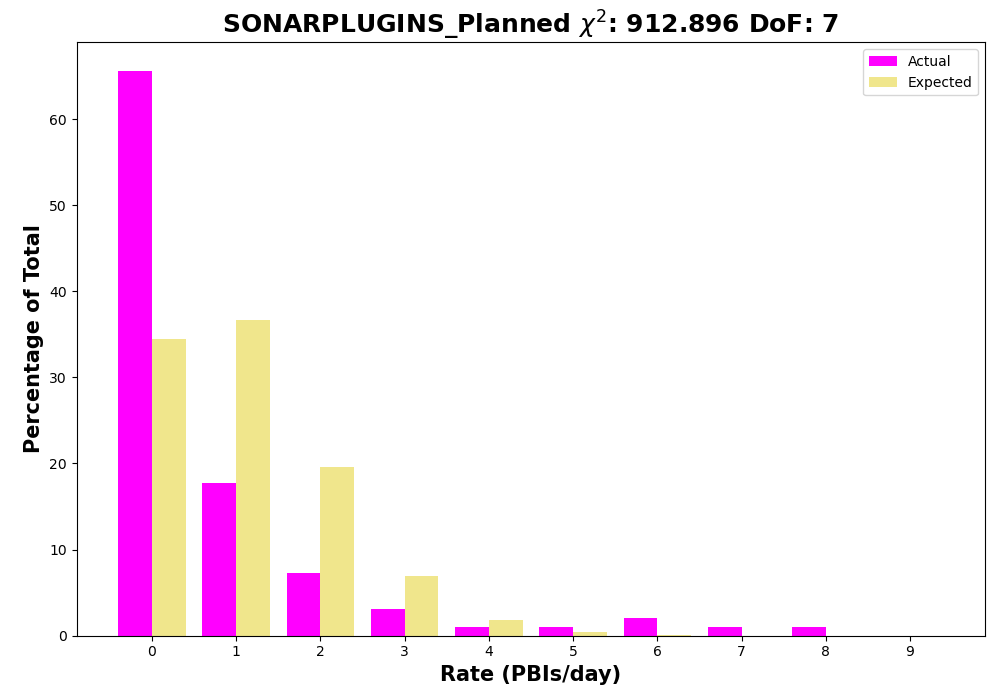 SONARPLUGINS_Planned χ²: 912.896 DoF: 7
Actual
Expected
Percentage of Total
60
50
40
30
20
10
0
0 1 2 3 4 5 6 7 8 9
Rate (PBIs/day)